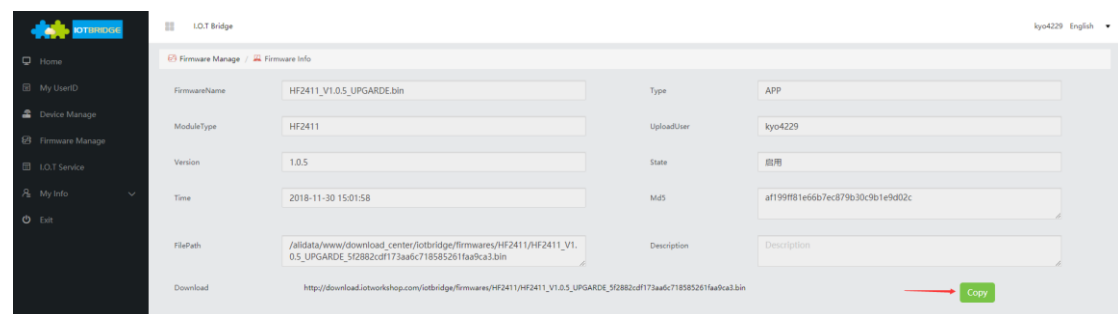 IOTBRIDGE
I.O.T Bridge
kyo4229 English
Home
My UserID
Device Manage
Firmware Manage
I.O.T Service
My Info
Exit
Firmware Manage / Firmware Info
FirmwareName HF2411_V1.0.5_UPGARDE.bin Type APP
ModuleType HF2411 UploadUser kyo4229
Version 1.0.5 State 启用
Time 2018-11-30 15:01:58 Md5 af199ff81e66b7ec879b30c9b1e9d02c
FilePath /alidata/www/download_center/iotbridge/firmwares/HF2411/HF2411_V1.
0.5_UPGARDE_5f2882cdf173aa6c718585261faa9ca3.bin
Description Description
Download http://download.iotworkshop.com/iotbridge/firmwares/HF2411/HF2411_V1.0.5_UPGARDE_5f2882cdf173aa6c718585261faa9ca3.bin Copy